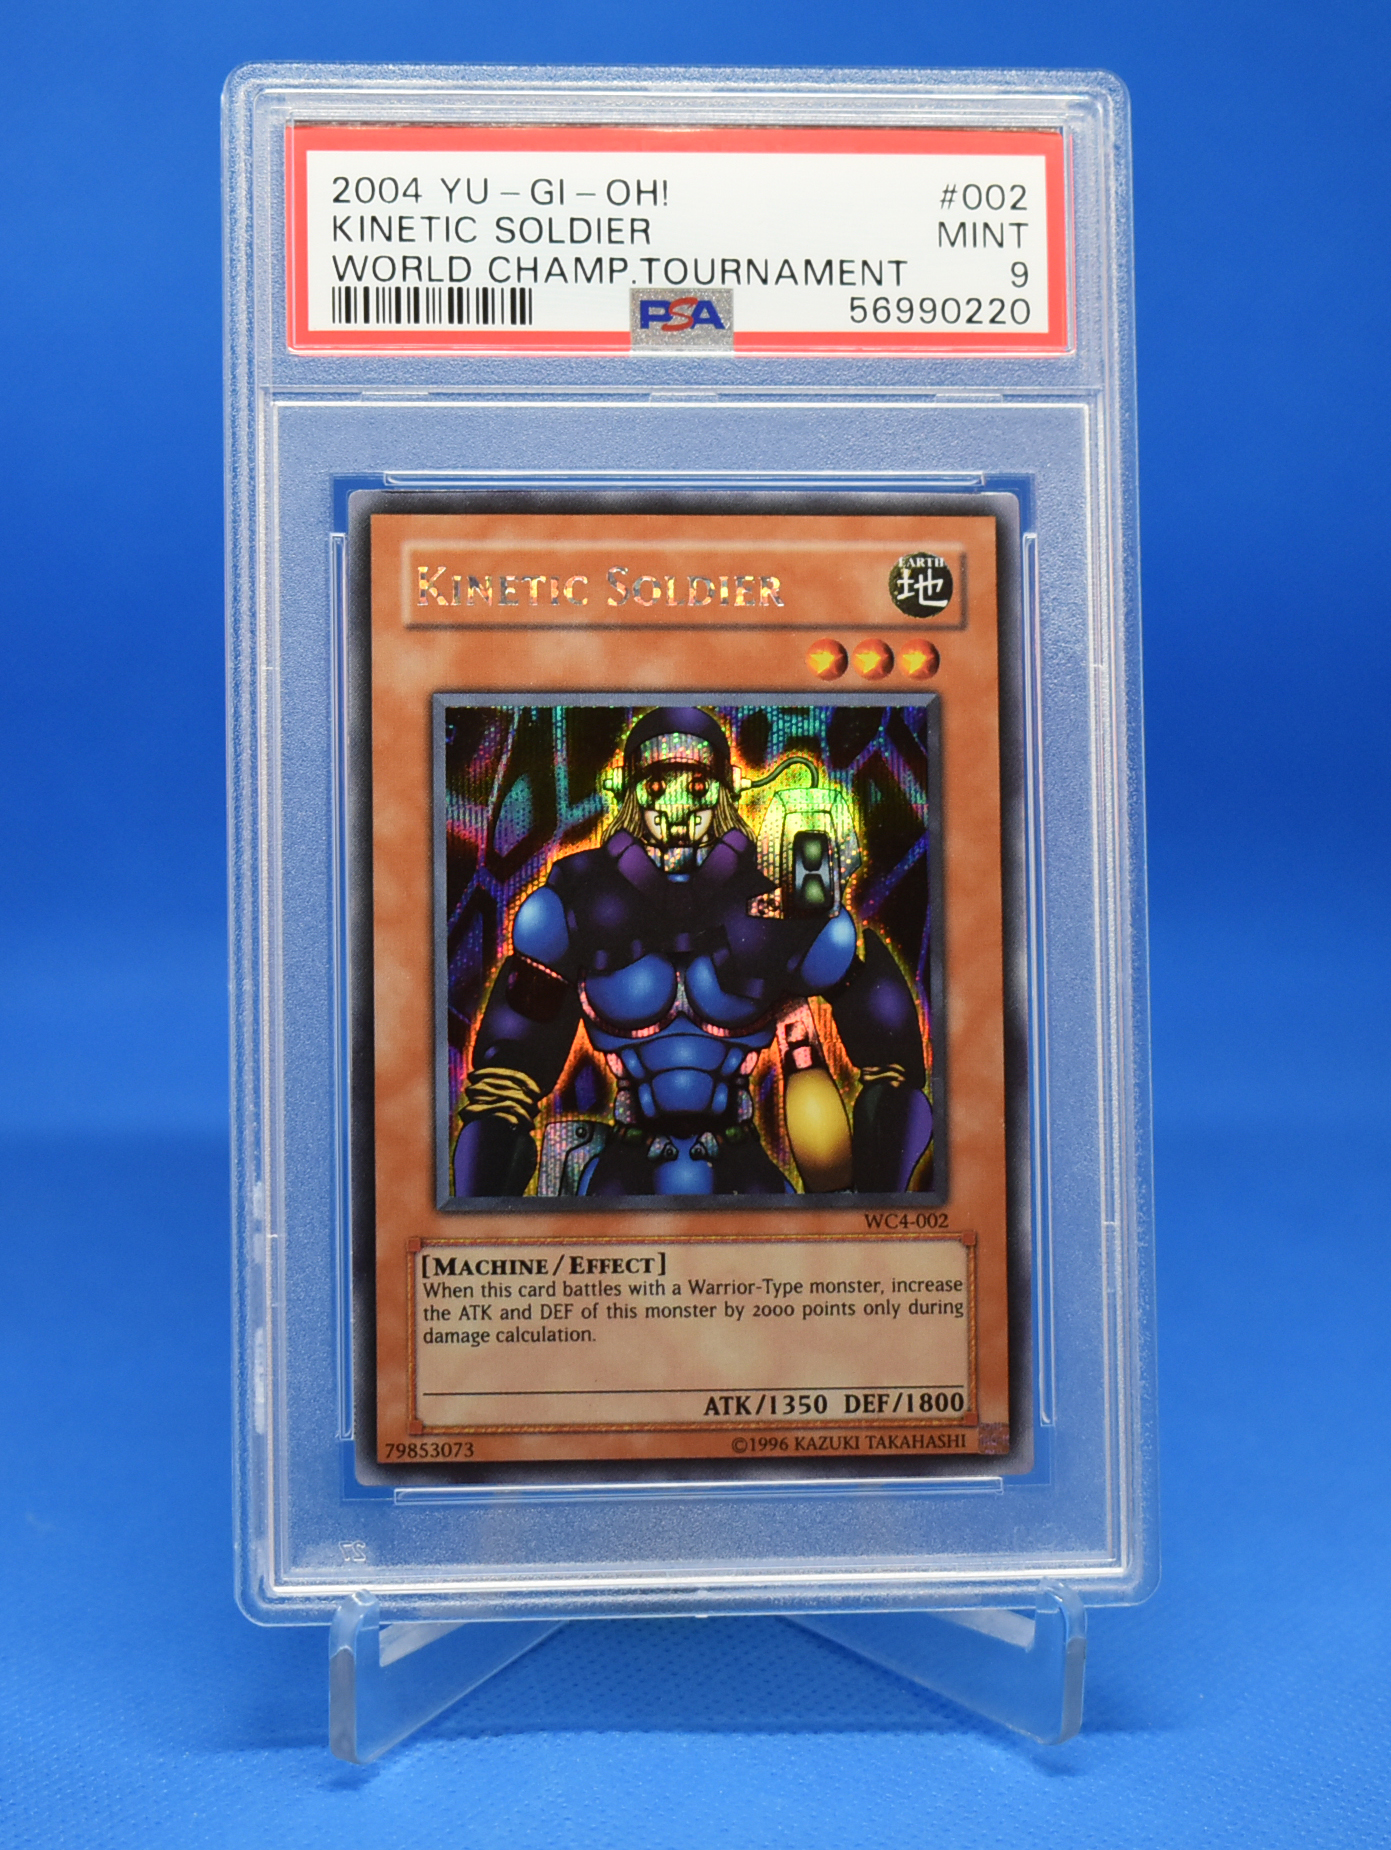 2004 YU-GI-OH! #002
KINETIC SOLDIER MINT
WORLD CHAMP.TOURNAMENT 9
PSA 56990220
KINETIC SOLDIER
EARTH
地
WC4-002
[MACHINE/EFFECT]
When this card battles with a Warrior-Type monster, increase
the ATK and DEF of this monster by 2000 points only during
damage calculation.
ATK/1350 DEF/1800
79853073 ©1996 KAZUKI TAKAHASHI